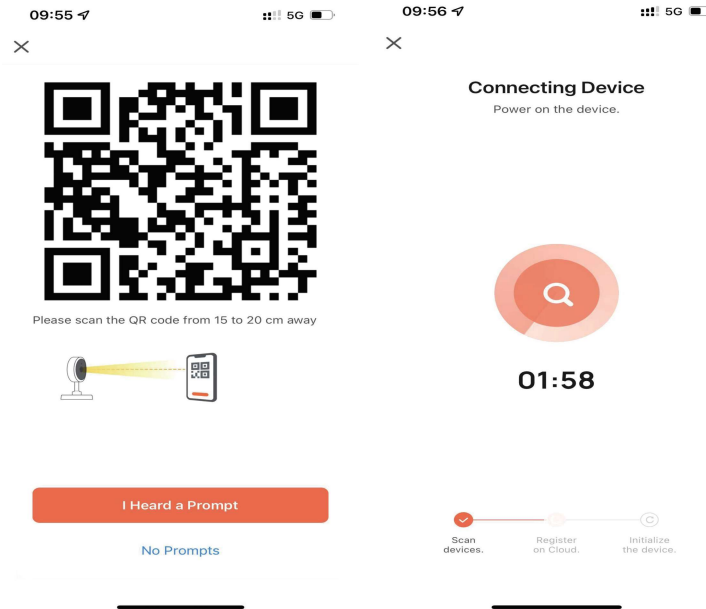 09:55
5G
Please scan the QR code from 15 to 20 cm away
I Heard a Prompt
No Prompts
09:56
5G
Connecting Device
Power on the device.
01:58
Scan
devices.
Register
on Cloud.
Initialize
the device.